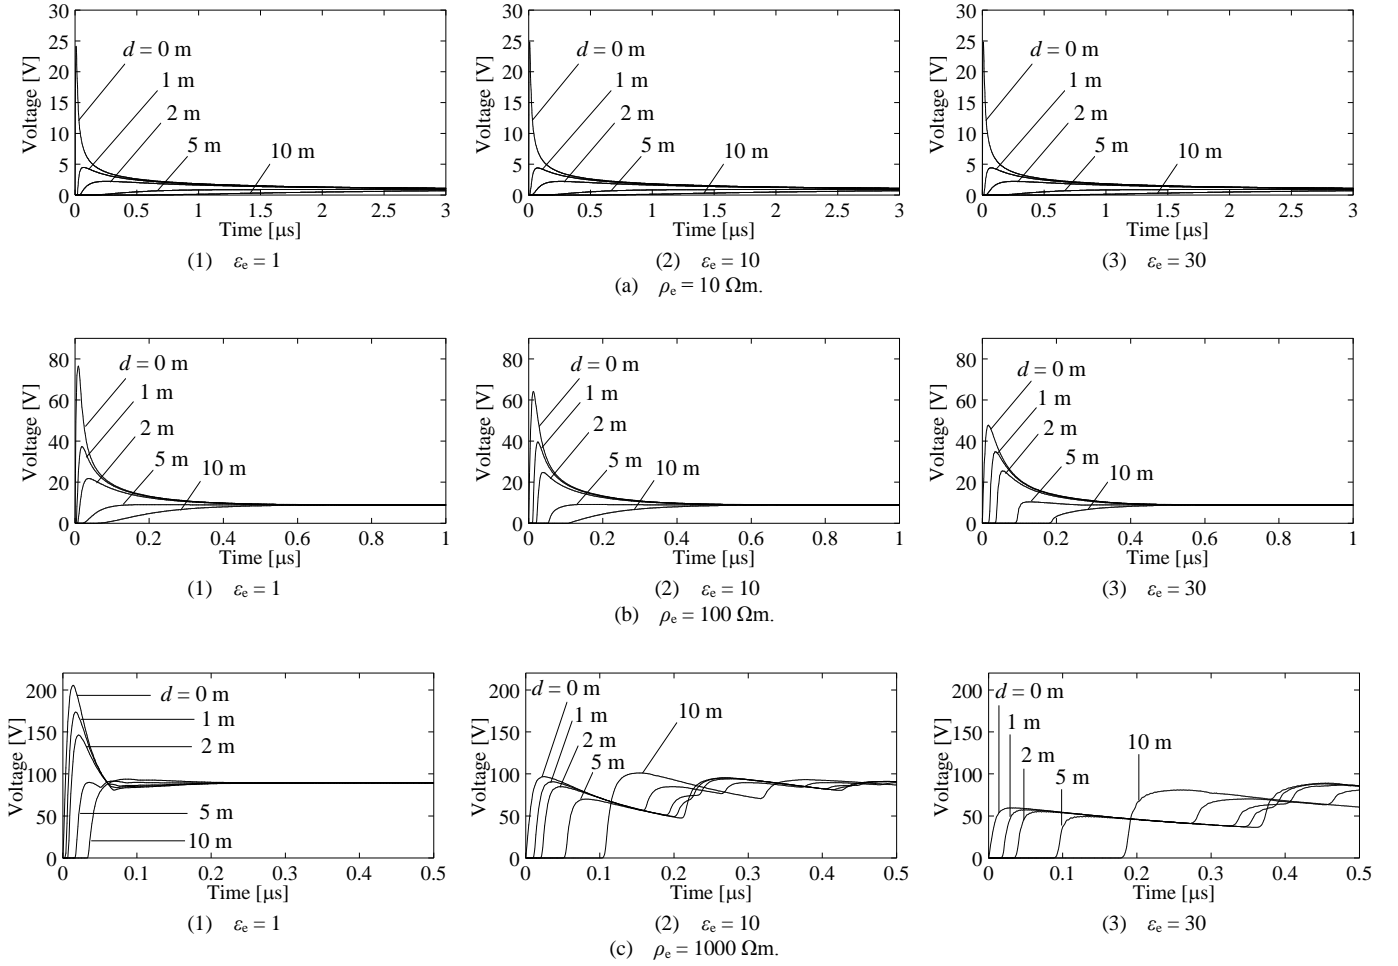 30
25
20
15
10
5
0
Voltage [V]
d = 0 m
1 m
2 m
5 m
10 m
0 0.5 1 1.5 2 2.5 3
Time [μs]
(1) εe = 1
30
25
20
15
10
5
0
Voltage [V]
d = 0 m
1 m
2 m
5 m
10 m
0 0.5 1 1.5 2 2.5 3
Time [μs]
(2) εe = 10
30
25
20
15
10
5
0
Voltage [V]
d = 0 m
1 m
2 m
5 m
10 m
0 0.5 1 1.5 2 2.5 3
Time [μs]
(3) εe = 30
(a) ρe = 10 Ωm.
80
60
40
20
0
Voltage [V]
d = 0 m
1 m
2 m
5 m
10 m
0 0.2 0.4 0.6 0.8 1
Time [μs]
(1) εe = 1
80
60
40
20
0
Voltage [V]
d = 0 m
1 m
2 m
5 m
10 m
0 0.2 0.4 0.6 0.8 1
Time [μs]
(2) εe = 10
80
60
40
20
0
Voltage [V]
d = 0 m
1 m
2 m
5 m
10 m
0 0.2 0.4 0.6 0.8 1
Time [μs]
(3) εe = 30
(b) ρe = 100 Ωm.
200
150
100
50
0
Voltage [V]
d = 0 m
1 m
2 m
5 m
10 m
0 0.1 0.2 0.3 0.4 0.5
Time [μs]
(1) εe = 1
200
150
100
50
0
Voltage [V]
d = 0 m
1 m
2 m
5 m
10 m
0 0.1 0.2 0.3 0.4 0.5
Time [μs]
(2) εe = 10
200
150
100
50
0
Voltage [V]
d = 0 m
1 m
2 m
5 m
10 m
0 0.1 0.2 0.3 0.4 0.5
Time [μs]
(3) εe = 30
(c) ρe = 1000 Ωm.